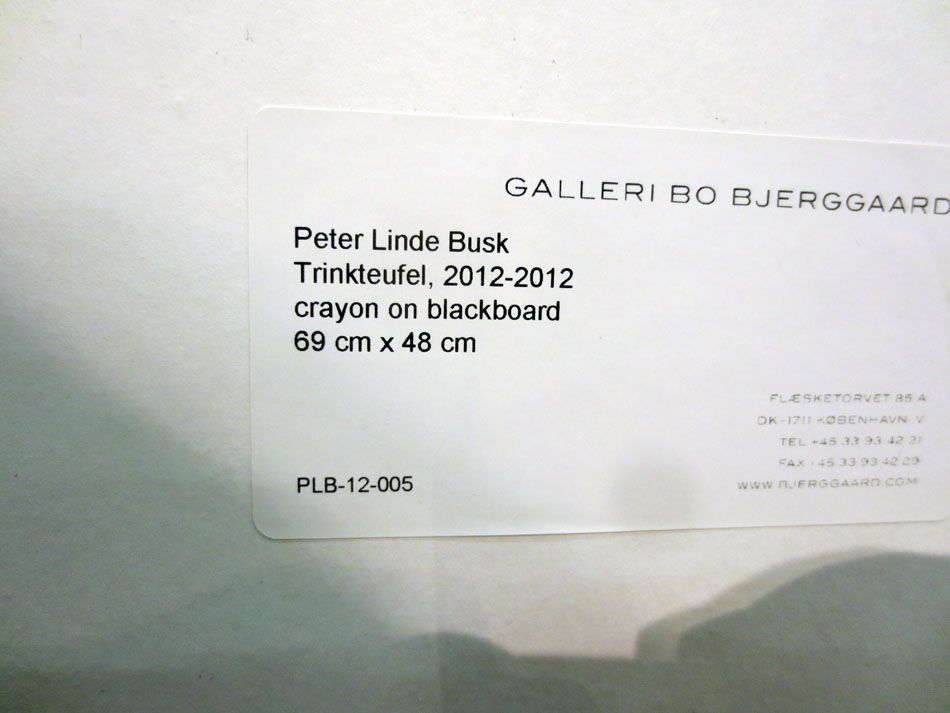 GALLERI BO BJERGGAARD
Peter Linde Busk
Trinkteufel, 2012-2012
crayon on blackboard
69 cm x 48 cm
FLÆSKETORVET 85 A
DK-1711 KØBENHAVN V
TEL +45 33 93 42 21
FAX +45 33 93 42 29
WWW.BJERGGAARD.COM
PLB-12-005